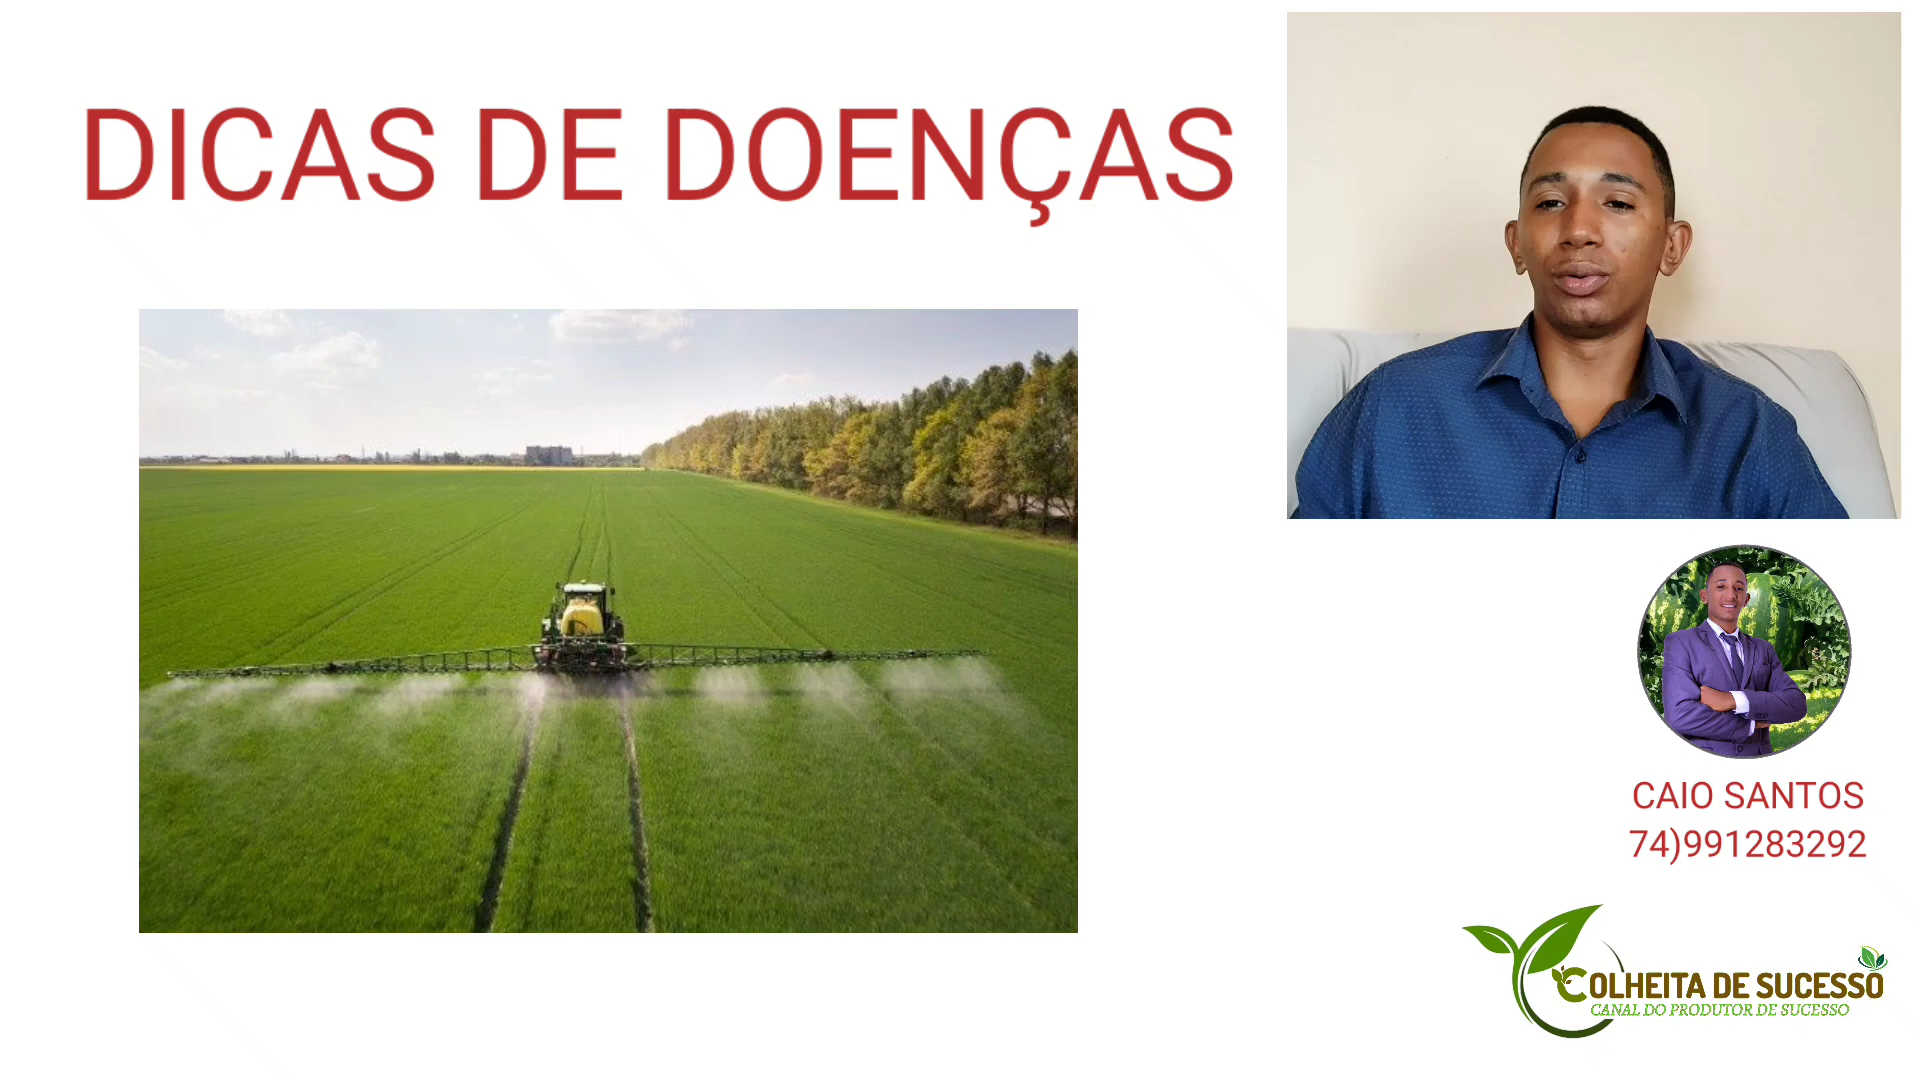 DICAS DE DOENÇAS
CAIO SANTOS
74)991283292
COLHEITA DE SUCESSO
CANAL DO PRODUTOR DE SUCESSO